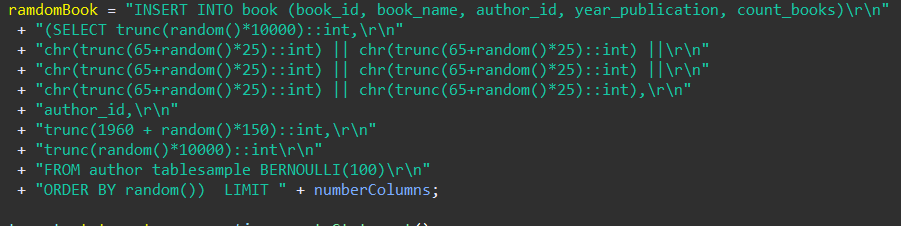 ramdomBook = "INSERT INTO book (book_id, book_name, author_id, year_publication, count_books)\r\n"
+ "(SELECT trunc(random()*10000)::int,\r\n"
+ "chr(trunc(65+random()*25)::int) || chr(trunc(65+random()*25)::int) ||\r\n"
+ "chr(trunc(65+random()*25)::int) || chr(trunc(65+random()*25)::int) ||\r\n"
+ "chr(trunc(65+random()*25)::int) || chr(trunc(65+random()*25)::int),\r\n"
+ "author_id,\r\n"
+ "trunc(1960 + random()*150)::int,\r\n"
+ "trunc(random()*10000)::int\r\n"
+ "FROM author tablesample BERNOULLI(100)\r\n"
+ "ORDER BY random())  LIMIT " + numberColumns;